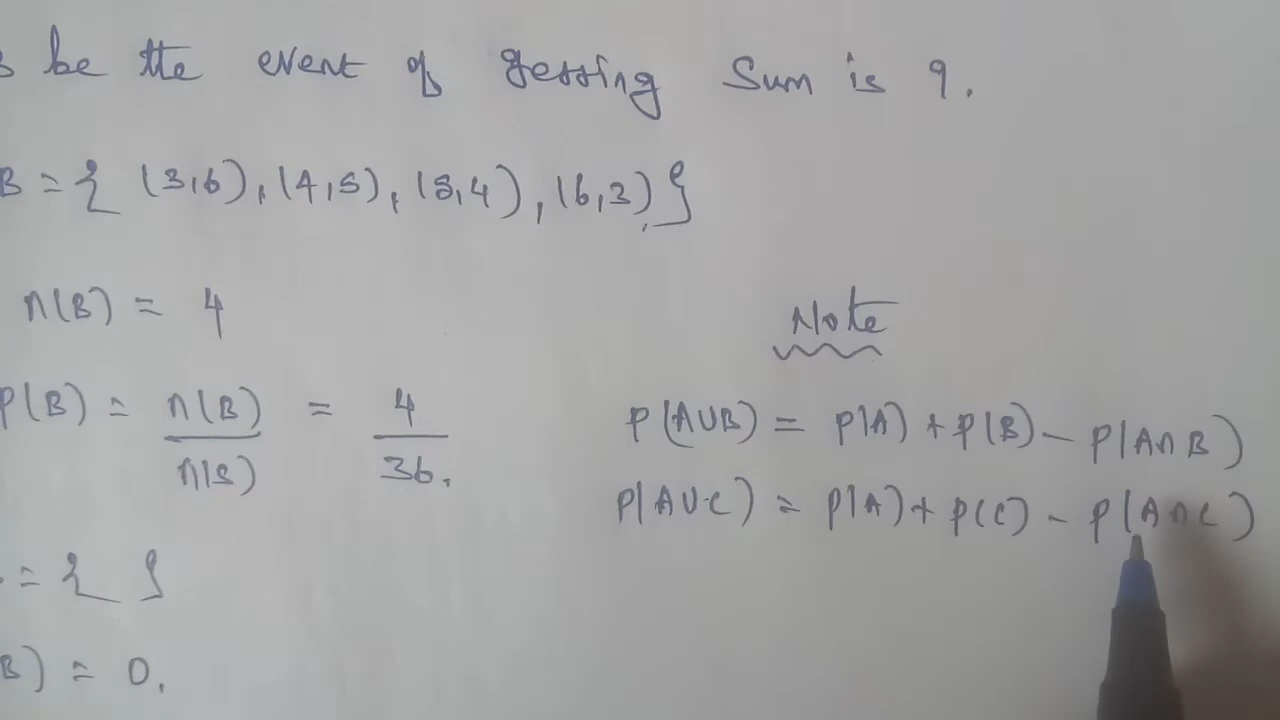 B be the event of getting Sum is 9.
B = { (3,6), (4,5), (5,4), (6,3) }
n(B) = 4
Note
P(B) = n(B) / n(S) = 4 / 36.
P(A∪B) = P(A) + P(B) - P(A∩B)
P(A∪C) = P(A) + P(C) - P(A∩C)
= { }
B) = 0.